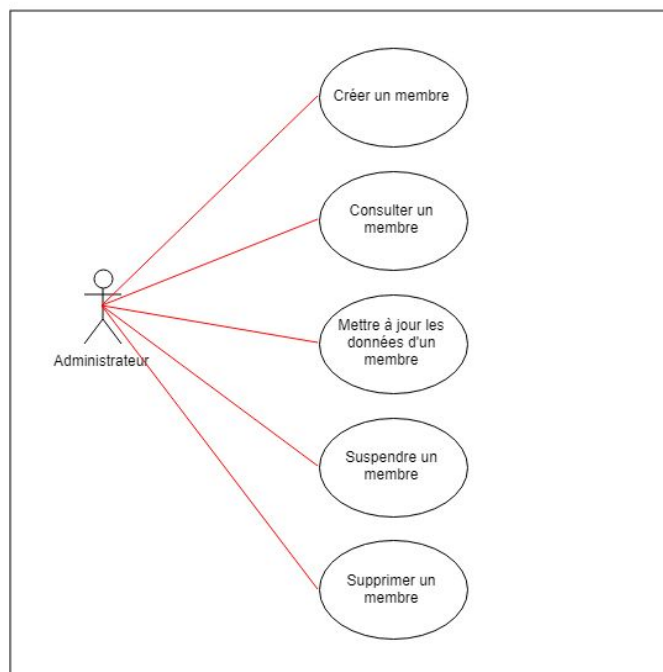 Créer un membre
Consulter un
membre
Mettre à jour les
données d'un
membre
Administrateur
Suspendre un
membre
Supprimer un
membre